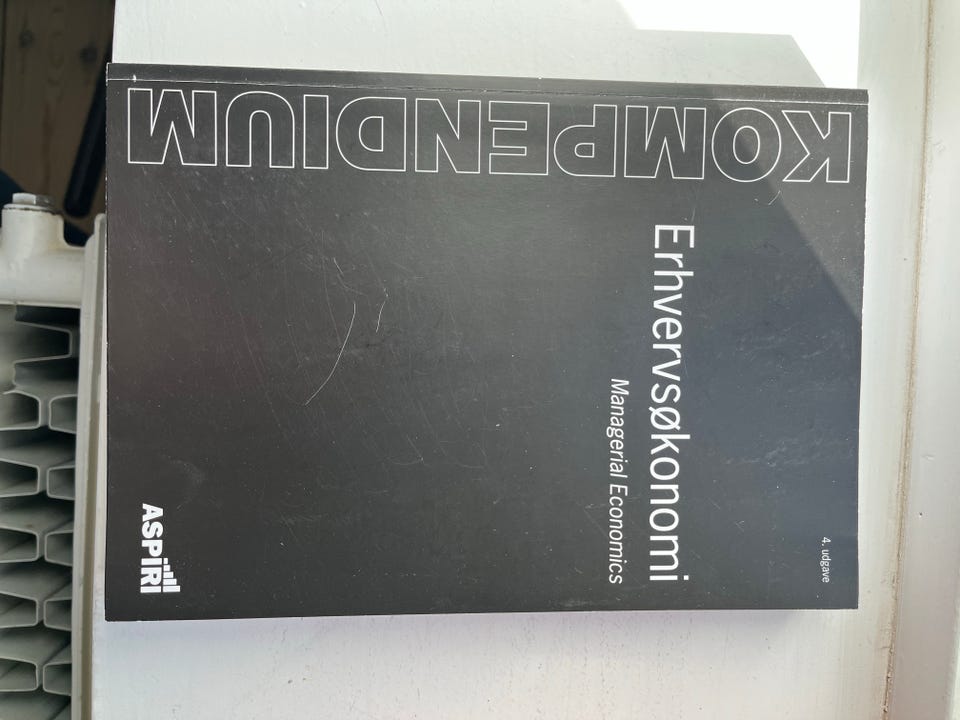 KOMPENDIUM
4. udgave
Erhvervsøkonomi
Managerial Economics
ASPIRI